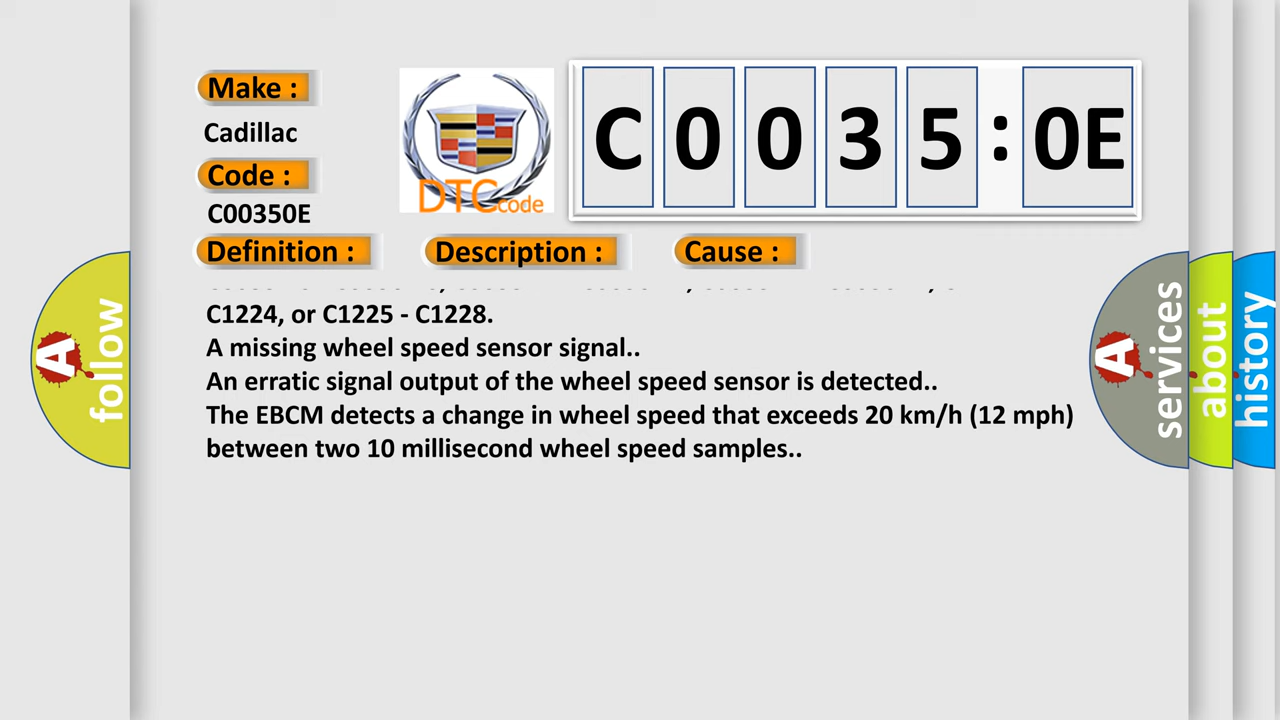 Make :
Cadillac
Code :
C00350E
DTC code
C 0 0 3 5 : 0E
Definition :
Description :
Cause :
C1224, or C1225 - C1228.
A missing wheel speed sensor signal..
An erratic signal output of the wheel speed sensor is detected..
The EBCM detects a change in wheel speed that exceeds 20 km/h (12 mph)
between two 10 millisecond wheel speed samples..
A follow
A services
about
history